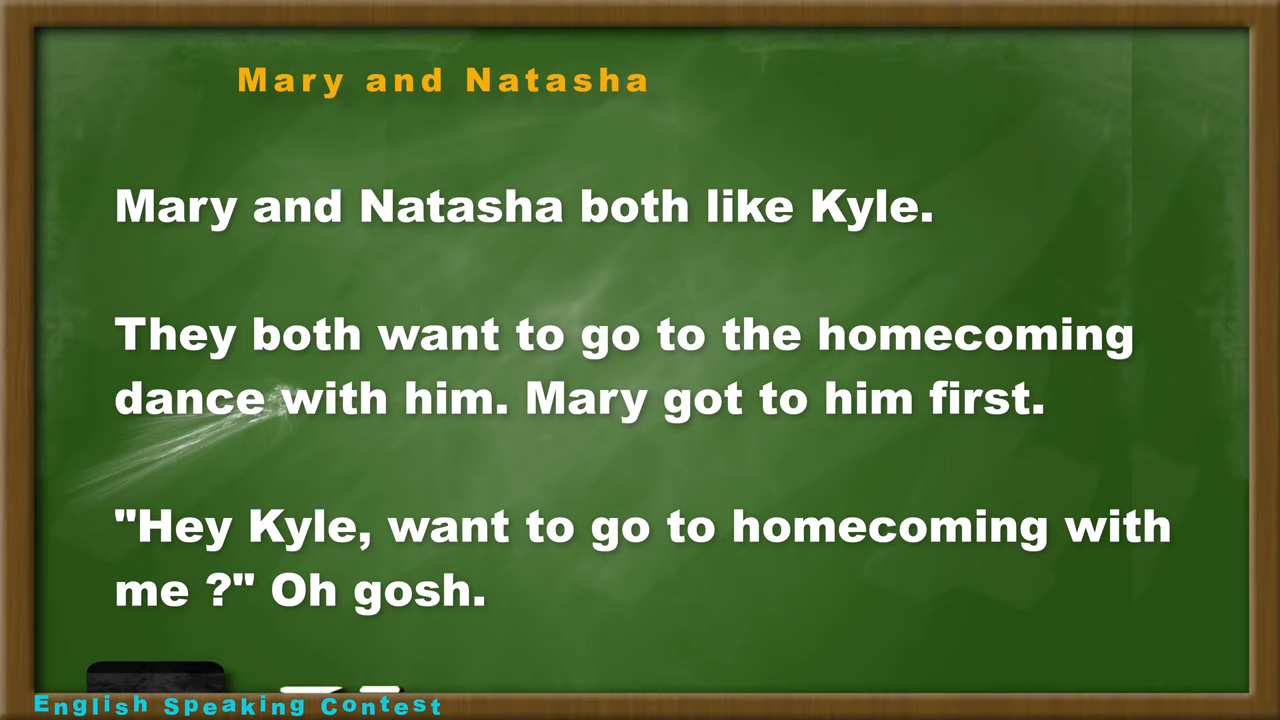 Mary and Natasha
Mary and Natasha both like Kyle.
They both want to go to the homecoming
dance with him. Mary got to him first.
"Hey Kyle, want to go to homecoming with
me ?" Oh gosh.
English Speaking Contest